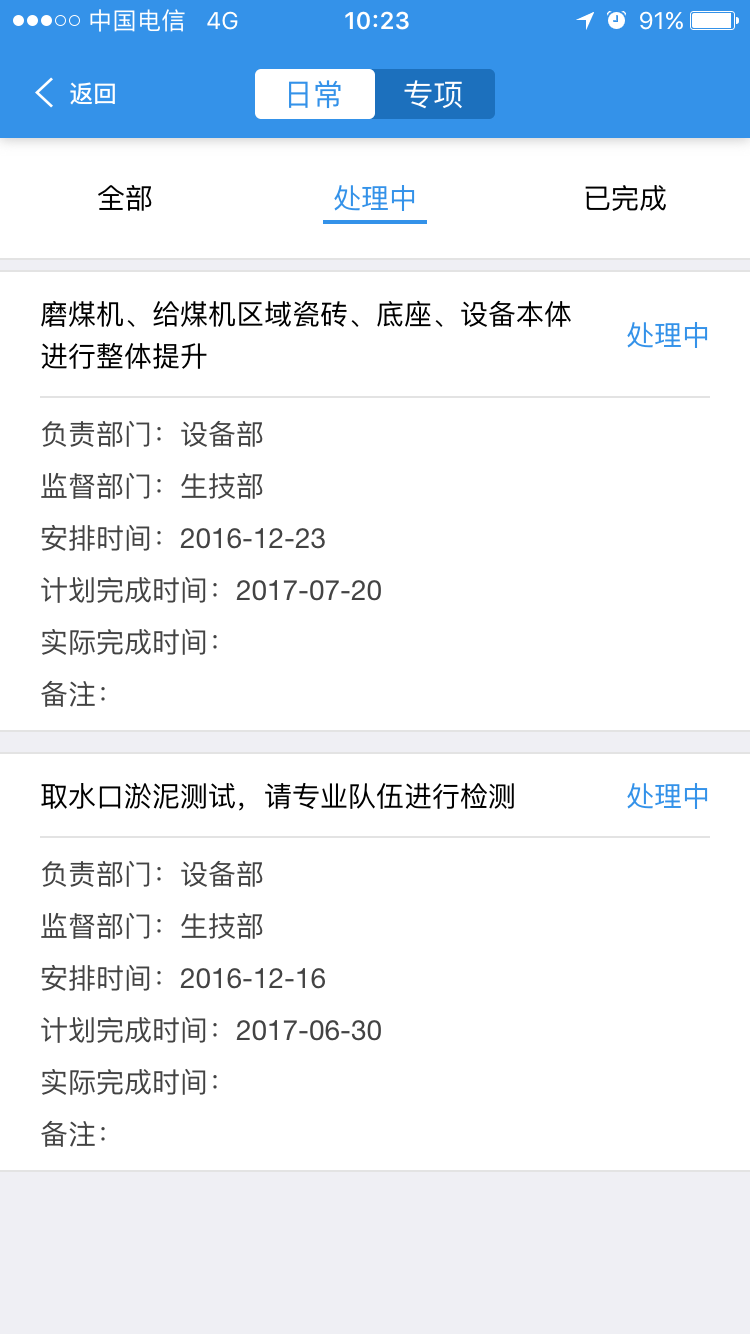 中国电信 4G 10:23 91%
返回 日常 专项
全部 处理中 已完成
磨煤机、给煤机区域瓷砖、底座、设备本体
进行整体提升
处理中
负责部门：设备部
监督部门：生技部
安排时间：2016-12-23
计划完成时间：2017-07-20
实际完成时间：
备注：
取水口淤泥测试，请专业队伍进行检测 处理中
负责部门：设备部
监督部门：生技部
安排时间：2016-12-16
计划完成时间：2017-06-30
实际完成时间：
备注：